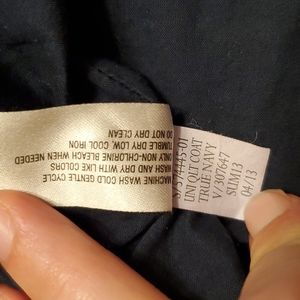 MACHINE WASH COLD GENTLE CYCLE
WASH AND DRY WITH LIKE COLORS
ONLY NON-CHLORINE BLEACH WHEN NEEDED
TUMBLE DRY LOW, COOL IRON
DO NOT DRY CLEAN
UNI QLT COAT
TRUE NAVY
V/ 307647
SUM13
04/13